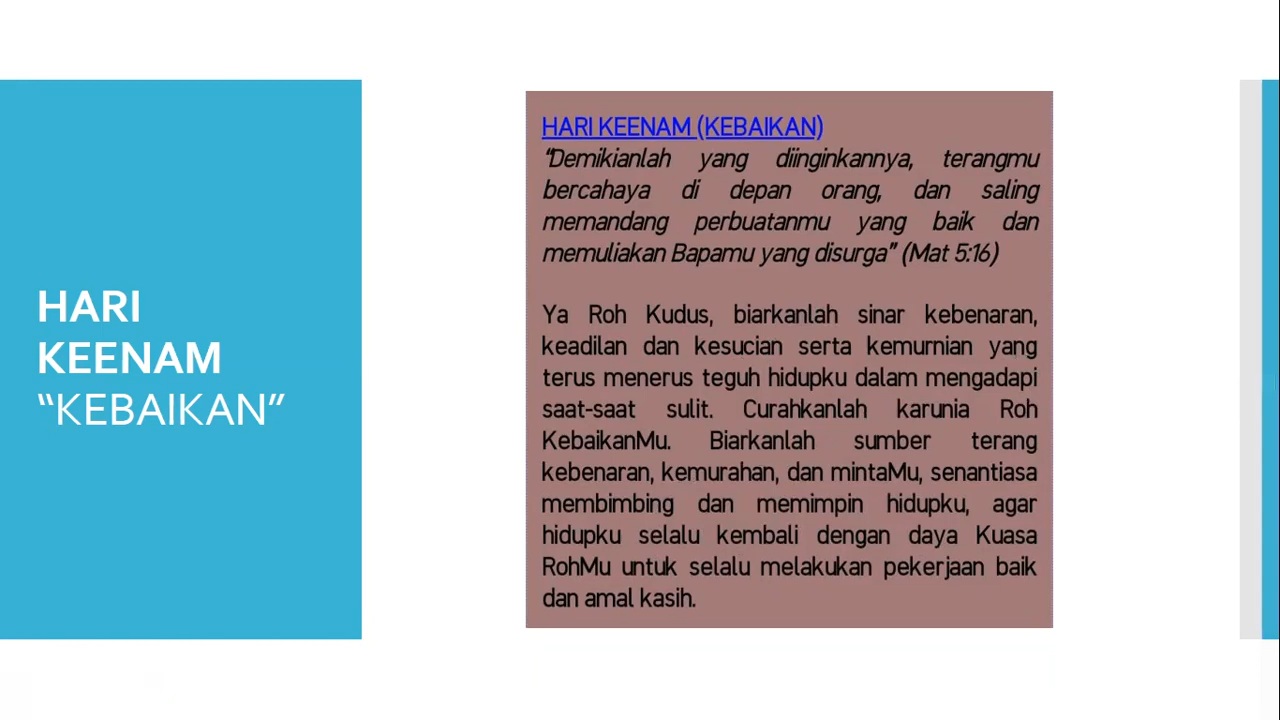 HARI
KEENAM
“KEBAIKAN”
HARI KEENAM (KEBAIKAN)
“Demikianlah yang diinginkannya, terangmu
bercahaya di depan orang, dan saling
memandang perbuatanmu yang baik dan
memuliakan Bapamu yang disurga” (Mat 5:16)
Ya Roh Kudus, biarkanlah sinar kebenaran,
keadilan dan kesucian serta kemurnian yang
terus menerus teguh hidupku dalam mengadapi
saat-saat sulit. Curahkanlah karunia Roh
KebaikanMu. Biarkanlah sumber terang
kebenaran, kemurahan, dan mintaMu, senantiasa
membimbing dan memimpin hidupku, agar
hidupku selalu kembali dengan daya Kuasa
RohMu untuk selalu melakukan pekerjaan baik
dan amal kasih.